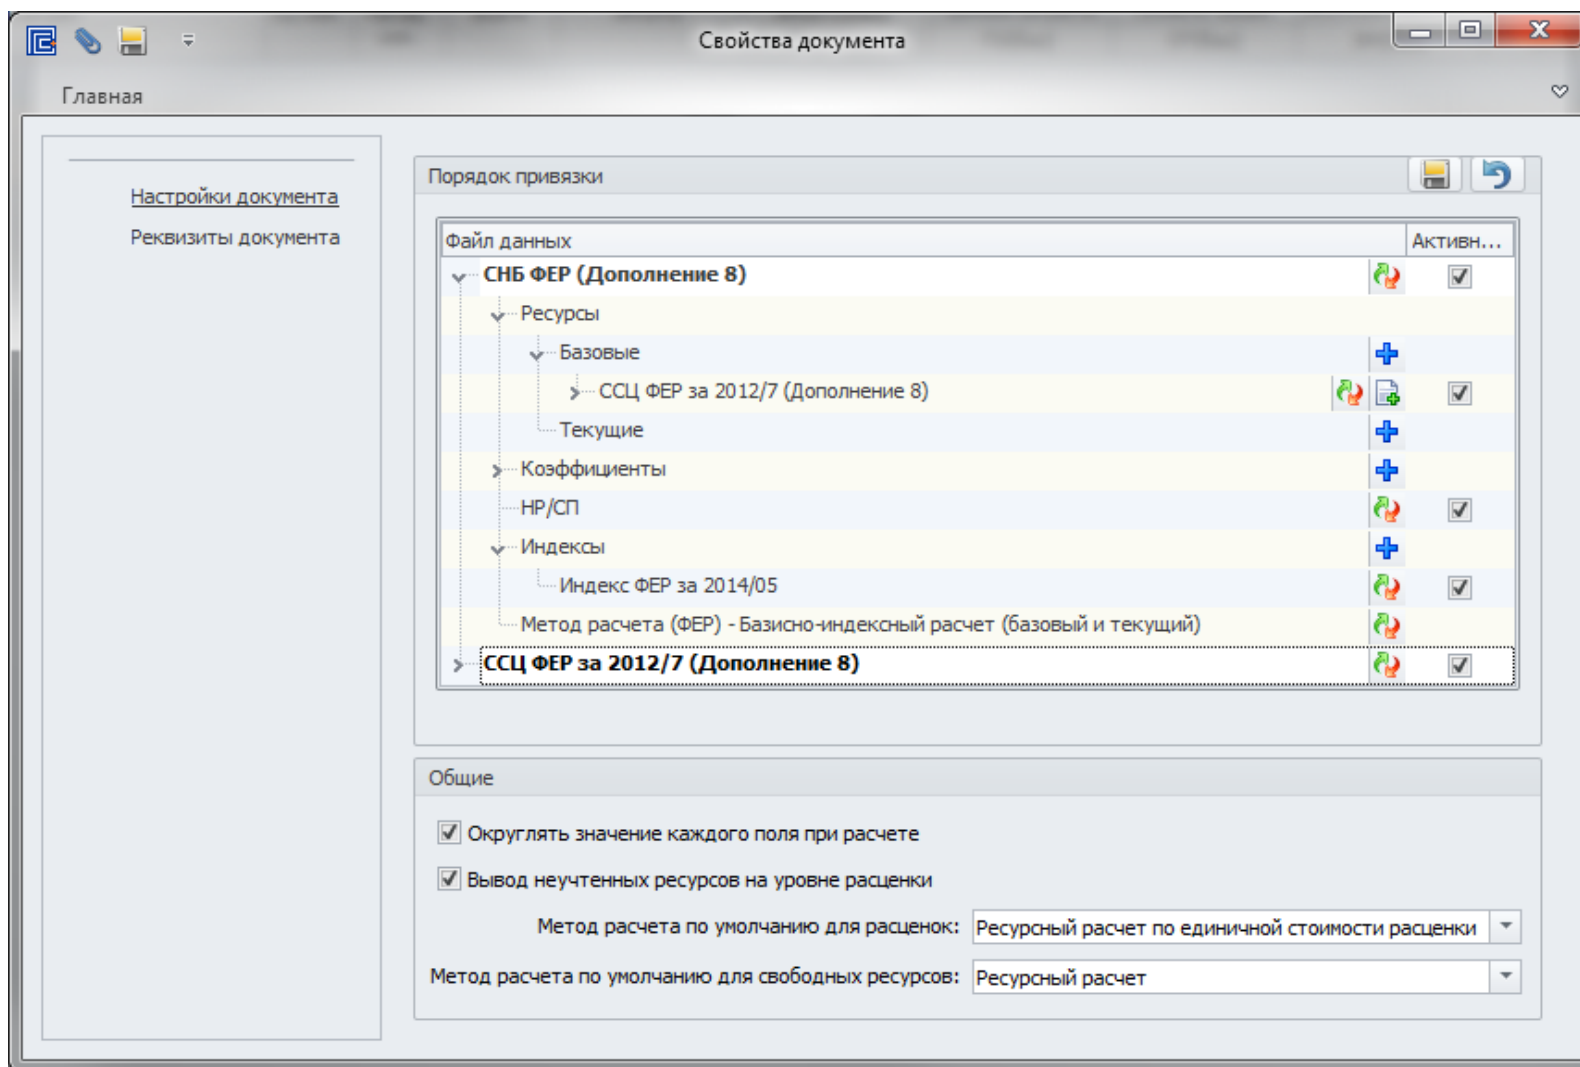 Свойства документа
Главная
Настройки документа
Реквизиты документа
Порядок привязки
Файл данных Активн...
СНБ ФЕР (Дополнение 8)
Ресурсы
Базовые
ССЦ ФЕР за 2012/7 (Дополнение 8)
Текущие
Коэффициенты
НР/СП
Индексы
Индекс ФЕР за 2014/05
Метод расчета (ФЕР) - Базисно-индексный расчет (базовый и текущий)
ССЦ ФЕР за 2012/7 (Дополнение 8)
Общие
Округлять значение каждого поля при расчете
Вывод неучтенных ресурсов на уровне расценки
Метод расчета по умолчанию для расценок: Ресурсный расчет по единичной стоимости расценки
Метод расчета по умолчанию для свободных ресурсов: Ресурсный расчет